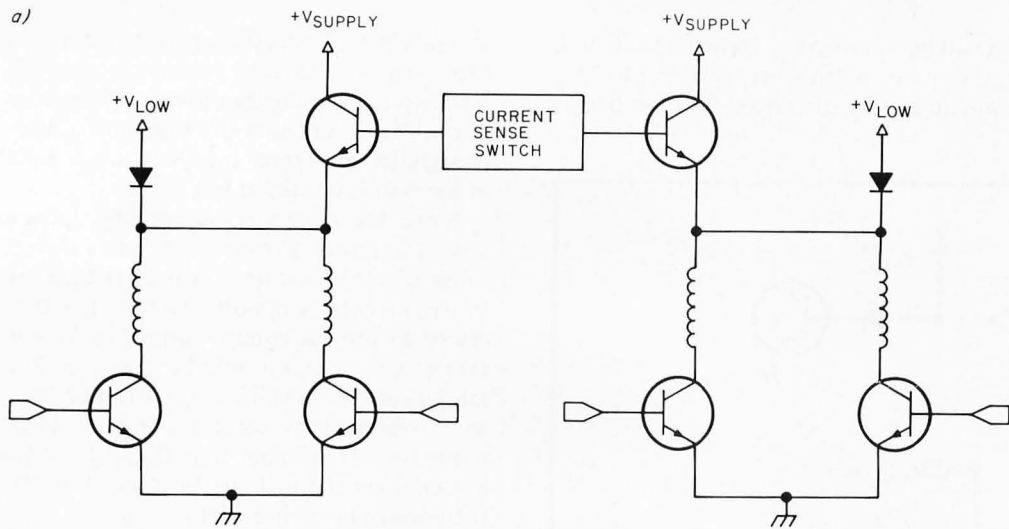 a)
+VSUPPLY
+VSUPPLY
+VLOW
CURRENT
SENSE
SWITCH
+VLOW